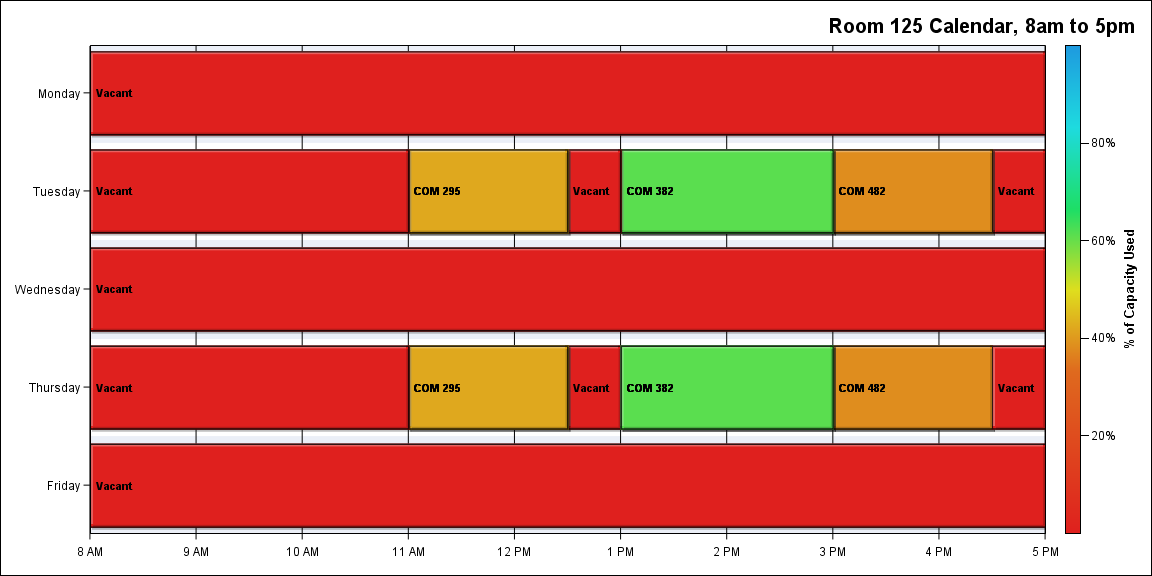 Room 125 Calendar, 8am to 5pm
Monday
Vacant
Tuesday
Vacant
COM 295
Vacant
COM 382
COM 482
Vacant
Wednesday
Vacant
Thursday
Vacant
COM 295
Vacant
COM 382
COM 482
Vacant
Friday
Vacant
8 AM
9 AM
10 AM
11 AM
12 PM
1 PM
2 PM
3 PM
4 PM
5 PM
80%
60%
40%
20%
% of Capacity Used